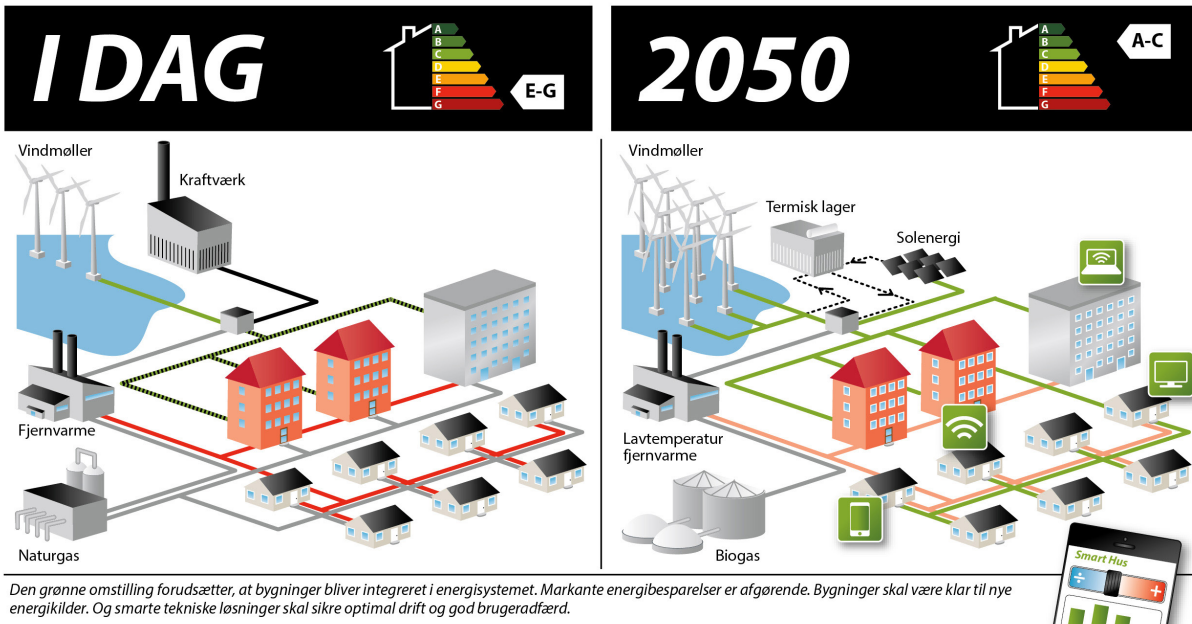 I DAG
A
B
C
D
E
F
G
E-G
Vindmøller
Kraftværk
Fjernvarme
Naturgas
2050
A
B
C
D
E
F
G
A-C
Vindmøller
Termisk lager
Solenergi
Lavtemperatur
fjernvarme
Biogas
Smart Hus
÷ +
Den grønne omstilling forudsætter, at bygninger bliver integreret i energisystemet. Markante energibesparelser er afgørende. Bygninger skal være klar til nye
energikilder. Og smarte tekniske løsninger skal sikre optimal drift og god brugeradfærd.